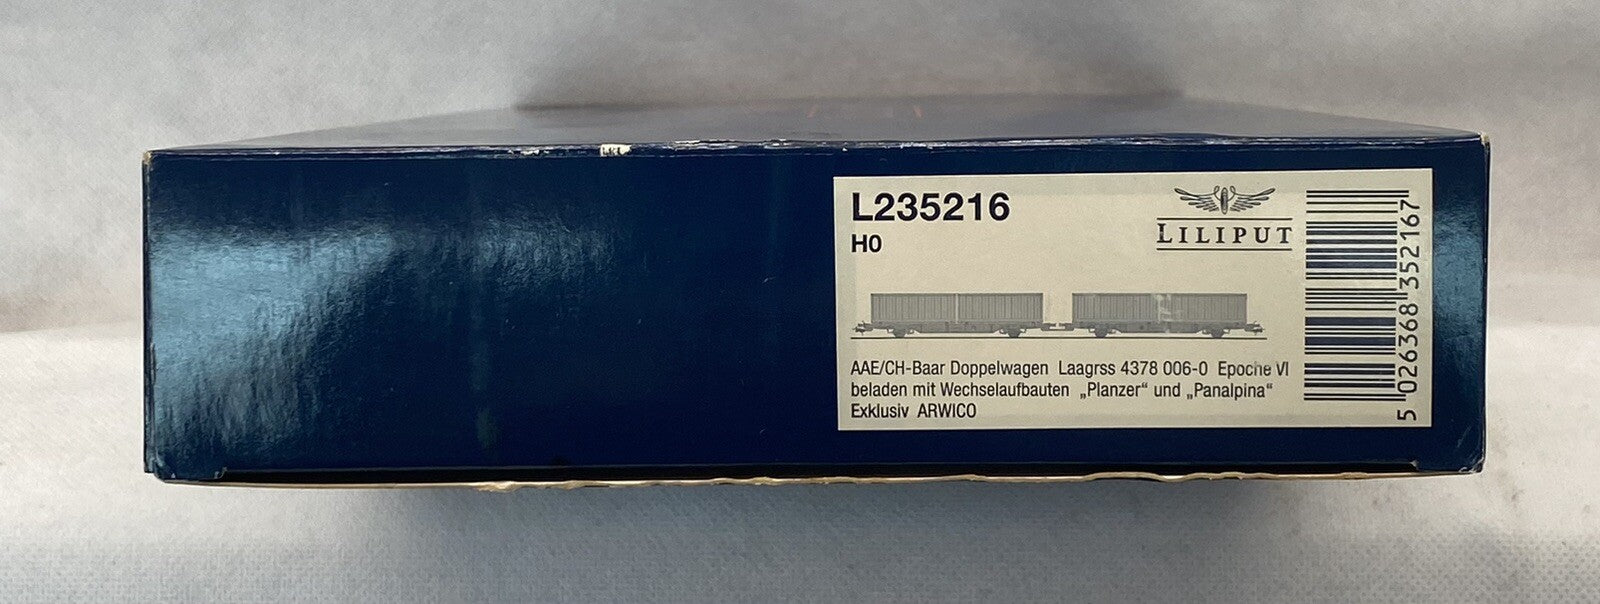 L235216
H0
LILIPUT
AAE/CH-Baar Doppelwagen Laagrss 4378 006-0 Epoche VI
beladen mit Wechselaufbauten „Planzer“ und „Panalpina“
Exklusiv ARWICO
5 026368 352167